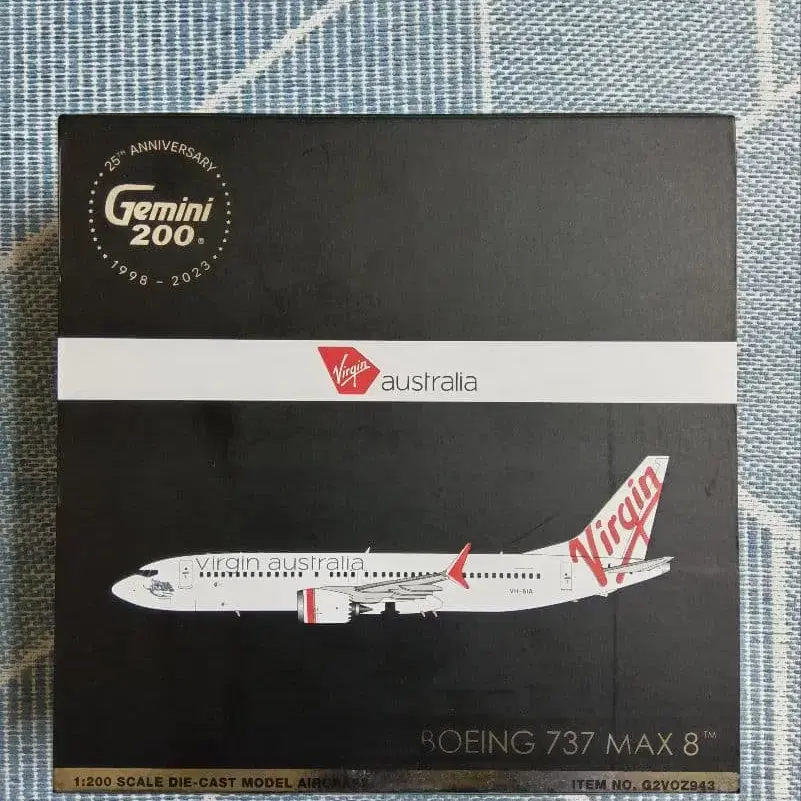 25TH ANNIVERSARY
Gemini
200®
1998 - 2023
Virgin australia
Virgin
virgin australia
VH-8IA
BOEING 737 MAX 8™
1:200 SCALE DIE-CAST MODEL AIRCRAFT
ITEM NO. G2VOZ943